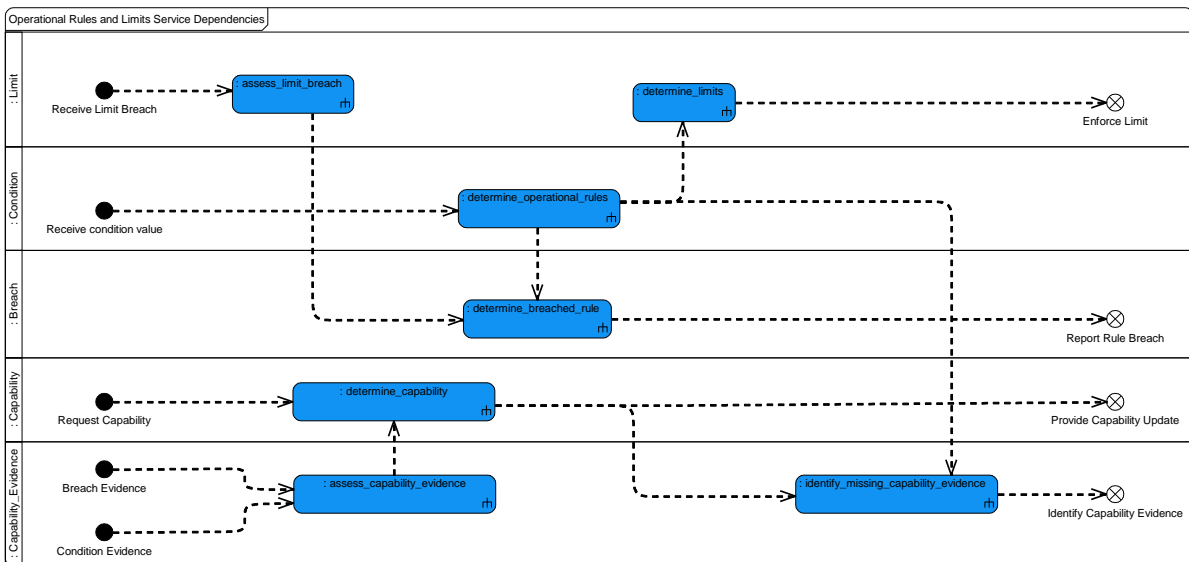 Operational Rules and Limits Service Dependencies
: Limit
Receive Limit Breach
: assess_limit_breach
: determine_limits
Enforce Limit
: Condition
Receive condition value
: determine_operational_rules
: Breach
: determine_breached_rule
Report Rule Breach
: Capability
Request Capability
: determine_capability
Provide Capability Update
: Capability_Evidence
Breach Evidence
Condition Evidence
: assess_capability_evidence
: identify_missing_capability_evidence
Identify Capability Evidence